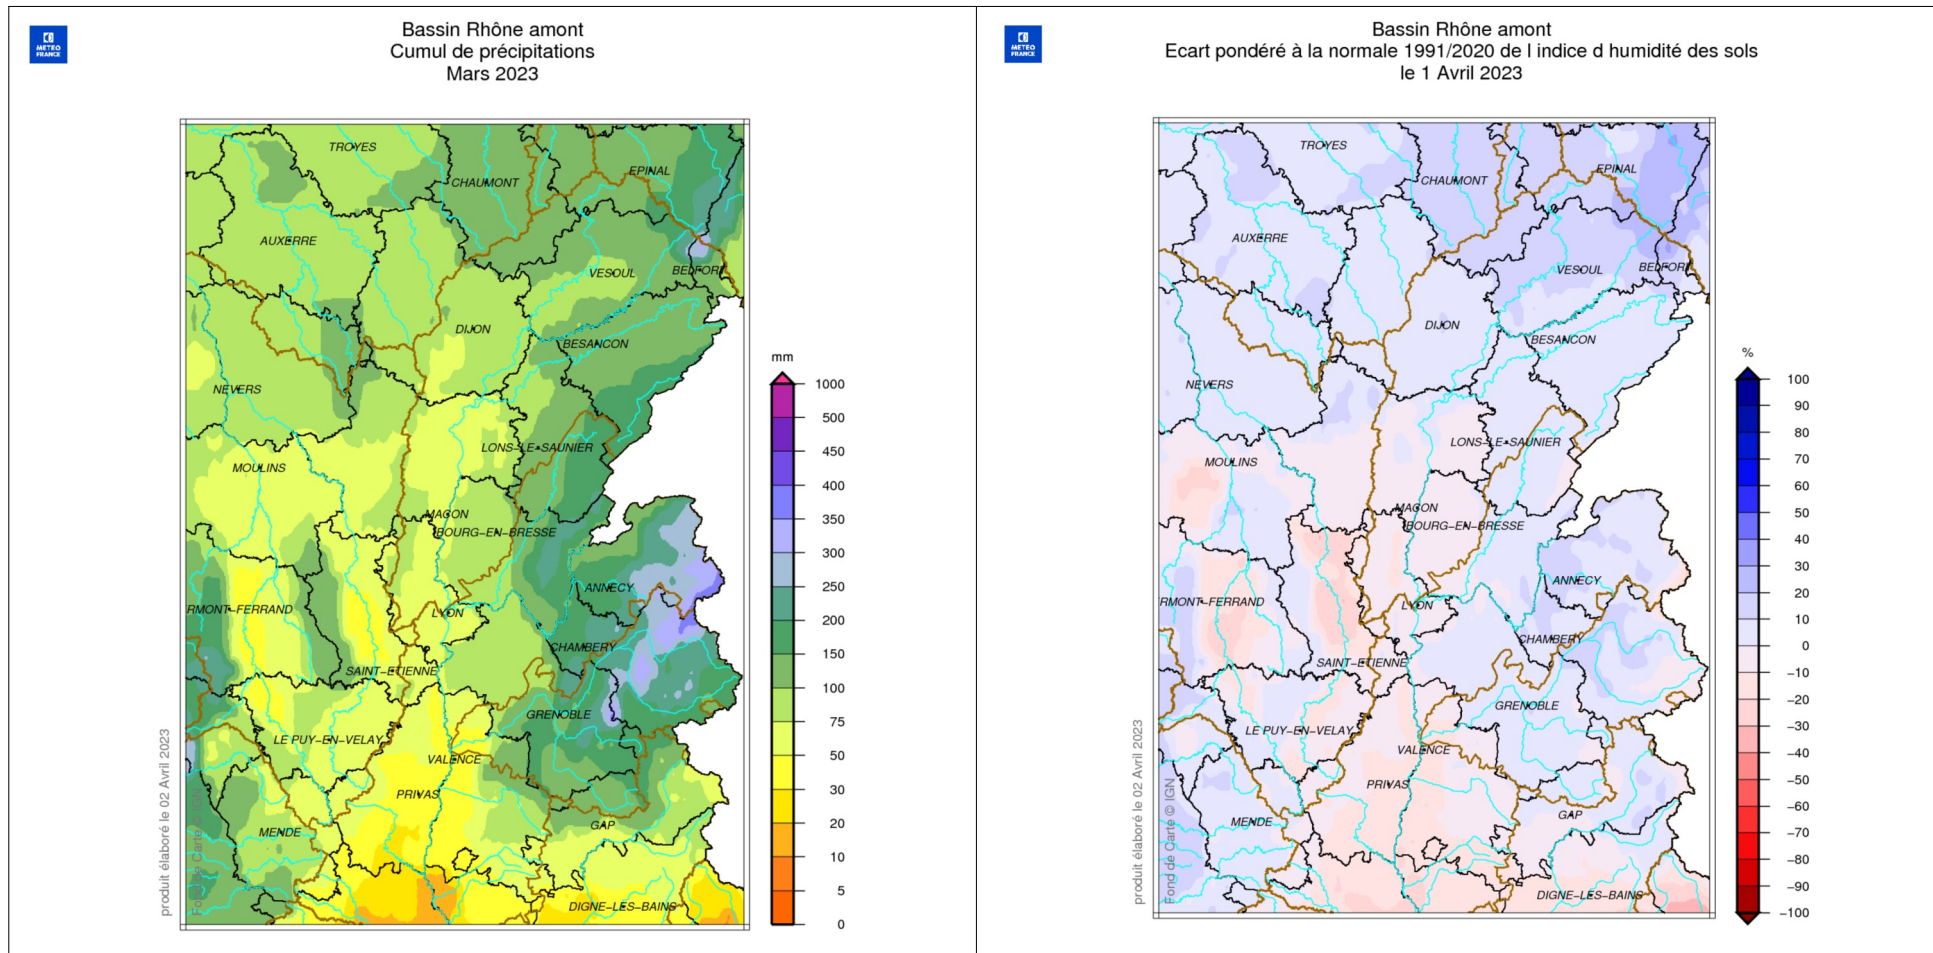 METEO
FRANCE
Bassin Rhône amont
Cumul de précipitations
Mars 2023
TROYES
CHAUMONT
EPINAL
AUXERRE
VESOUL
BELFORT
DIJON
BESANCON
NEVERS
LONS-LE-SAUNIER
MOULINS
MACON
BOURG-EN-BRESSE
ANNECY
RMONT-FERRAND
LYON
CHAMBERY
SAINT-ETIENNE
GRENOBLE
LE PUY-EN-VELAY
VALENCE
PRIVAS
GAP
MENDE
DIGNE-LES-BAINS
mm
1000
500
450
400
350
300
250
200
150
100
75
50
30
20
10
5
0
produit élaboré le 02 Avril 2023
Fond de Carte © IGN
METEO
FRANCE
Bassin Rhône amont
Ecart pondéré à la normale 1991/2020 de l indice d humidité des sols
le 1 Avril 2023
TROYES
CHAUMONT
EPINAL
AUXERRE
VESOUL
BELFORT
DIJON
BESANCON
NEVERS
LONS-LE-SAUNIER
MOULINS
MACON
BOURG-EN-BRESSE
ANNECY
RMONT-FERRAND
LYON
CHAMBERY
SAINT-ETIENNE
GRENOBLE
LE PUY-EN-VELAY
VALENCE
PRIVAS
GAP
MENDE
DIGNE-LES-BAINS
%
100
90
80
70
60
50
40
30
20
10
0
-10
-20
-30
-40
-50
-60
-70
-80
-90
-100
produit élaboré le 02 Avril 2023
Fond de Carte © IGN